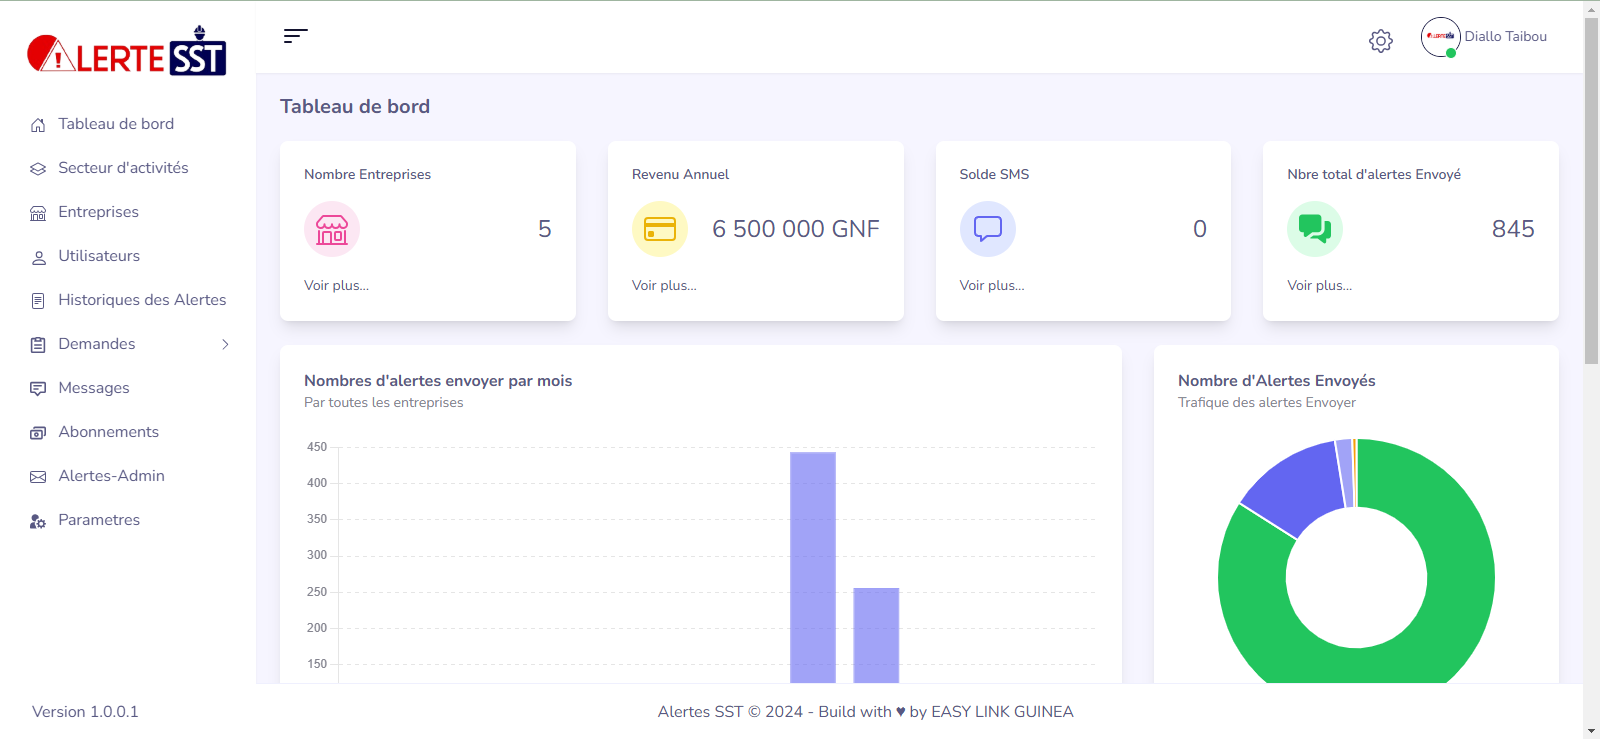 ALERTE SST
Diallo Taibou
Tableau de bord
Secteur d'activités
Entreprises
Utilisateurs
Historiques des Alertes
Demandes
Messages
Abonnements
Alertes-Admin
Parametres
Version 1.0.0.1
Tableau de bord
Nombre Entreprises
5
Voir plus...
Revenu Annuel
6 500 000 GNF
Voir plus...
Solde SMS
0
Voir plus...
Nbre total d'alertes Envoyé
845
Voir plus...
Nombres d'alertes envoyer par mois
Par toutes les entreprises
450
400
350
300
250
200
150
Nombre d'Alertes Envoyés
Trafique des alertes Envoyer
Alertes SST © 2024 - Build with ♥ by EASY LINK GUINEA